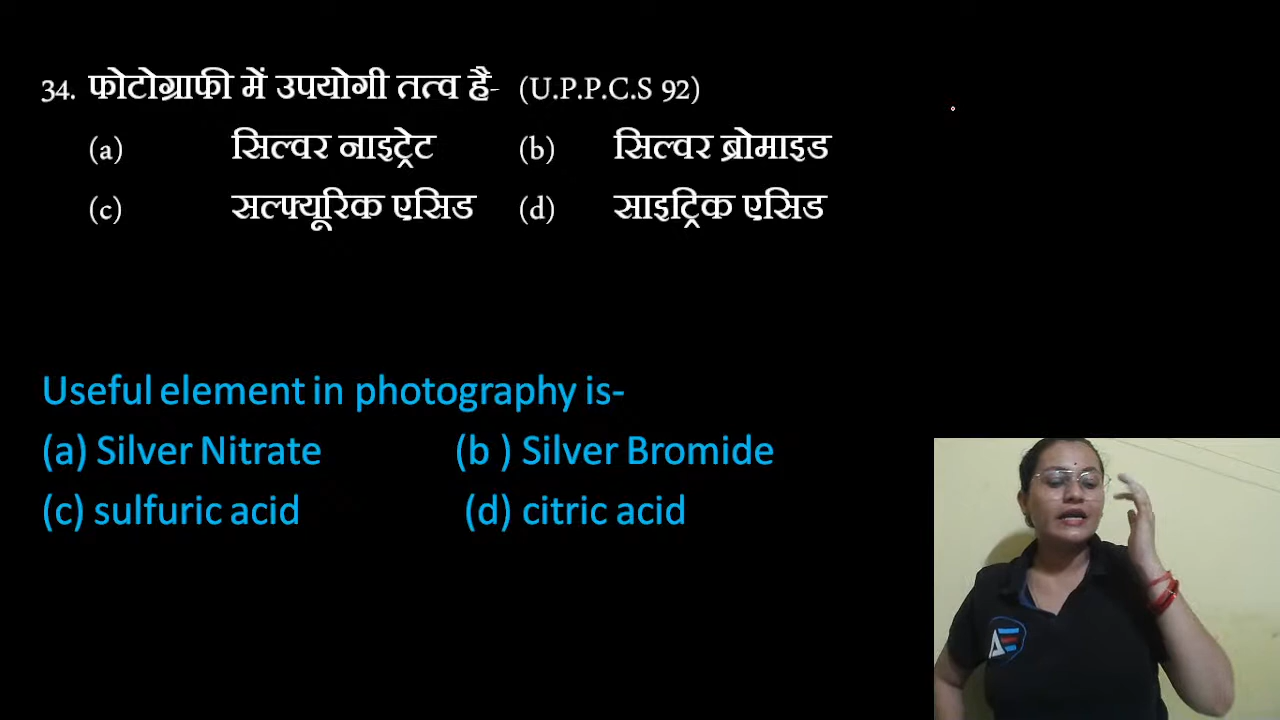 34. फोटोग्राफी में उपयोगी तत्व है- (U.P.P.C.S 92)
(a) सिल्वर नाइट्रेट (b) सिल्वर ब्रोमाइड
(c) सल्फ्यूरिक एसिड (d) साइट्रिक एसिड
Useful element in photography is-
(a) Silver Nitrate (b ) Silver Bromide
(c) sulfuric acid (d) citric acid